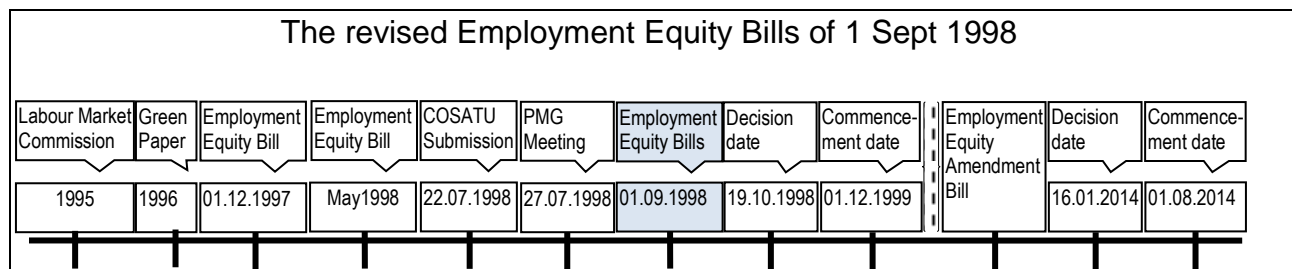 The revised Employment Equity Bills of 1 Sept 1998
Labour Market
Commission
Green
Paper
Employment
Equity Bill
Employment
Equity Bill
COSATU
Submission
PMG
Meeting
Employment
Equity Bills
Decision
date
Commence-
ment date
Employment
Equity
Amendment
Bill
Decision
date
Commence-
ment date
1995
1996
01.12.1997
May1998
22.07.1998
27.07.1998
01.09.1998
19.10.1998
01.12.1999
16.01.2014
01.08.2014